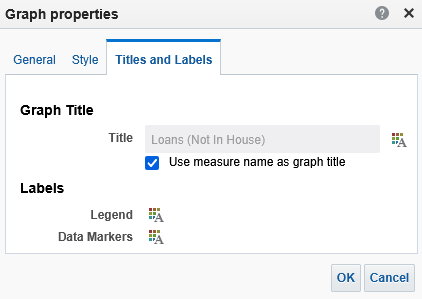 Graph properties
General Style Titles and Labels
Graph Title
Title Loans (Not In House)
Use measure name as graph title
Labels
Legend
Data Markers
OK Cancel